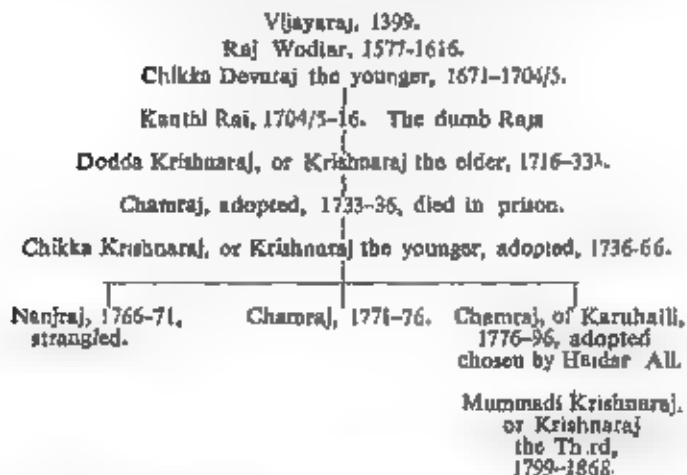 Vijayaraj, 1399.
Raj Wodiar, 1577-1616.
Chikka Devaraj the younger, 1671-1704/5.
Kanthi Rai, 1704/5-16. The dumb Raja
Dodda Krishnaraj, or Krishnaraj the elder, 1716-33¹.
Chamraj, adopted, 1733-36, died in prison.
Chikka Krishnaraj, or Krishnaraj the younger, adopted, 1736-66.
Nanjraj, 1766-71,
strangled.
Chamraj, 1771-76.
Chamraj, of Karuhalli,
1776-96, adopted
chosen by Haidar Ali.
Mummadi Krishnaraj,
or Krishnaraj
the Third,
1799-1868.